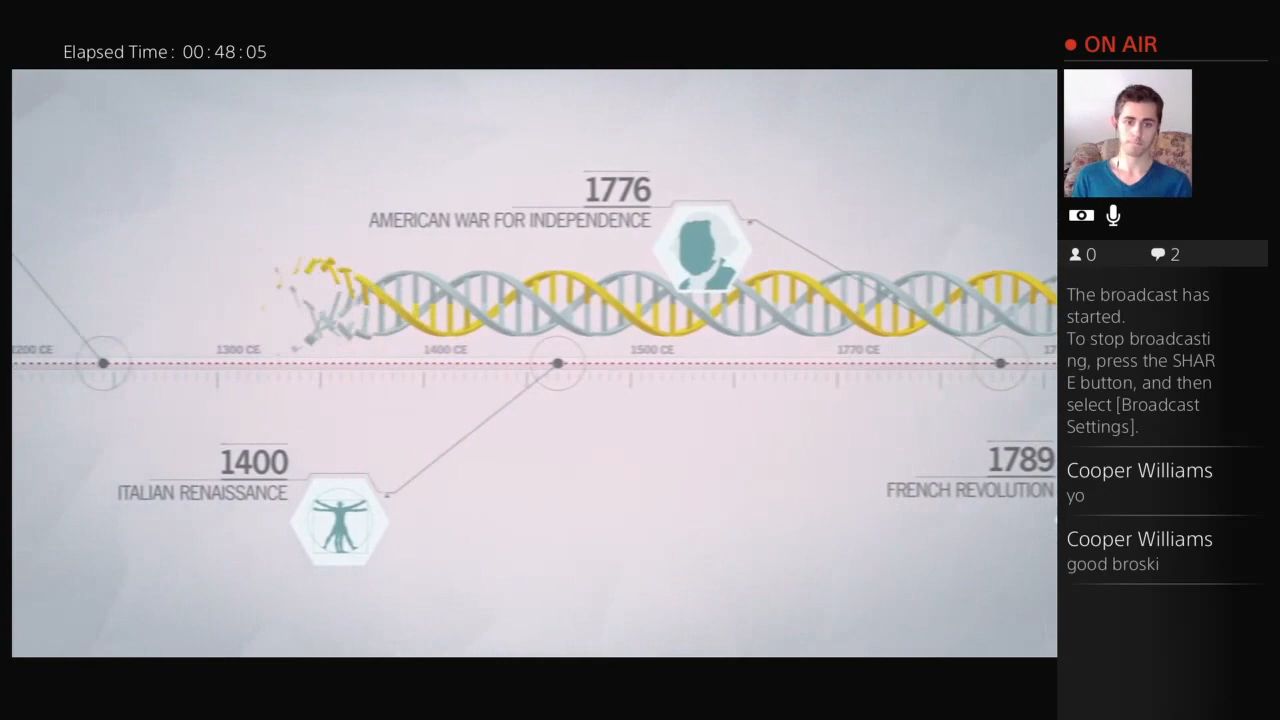 Elapsed Time: 00:48:05
ON AIR
1776
AMERICAN WAR FOR INDEPENDENCE
0
2
The broadcast has
started.
To stop broadcasti
ng, press the SHAR
E button, and then
select [Broadcast
Settings].
1200 CE
1300 CE
1400 CE
1500 CE
1770 CE
1400
ITALIAN RENAISSANCE
1789
FRENCH REVOLUTION
Cooper Williams
yo
Cooper Williams
good broski